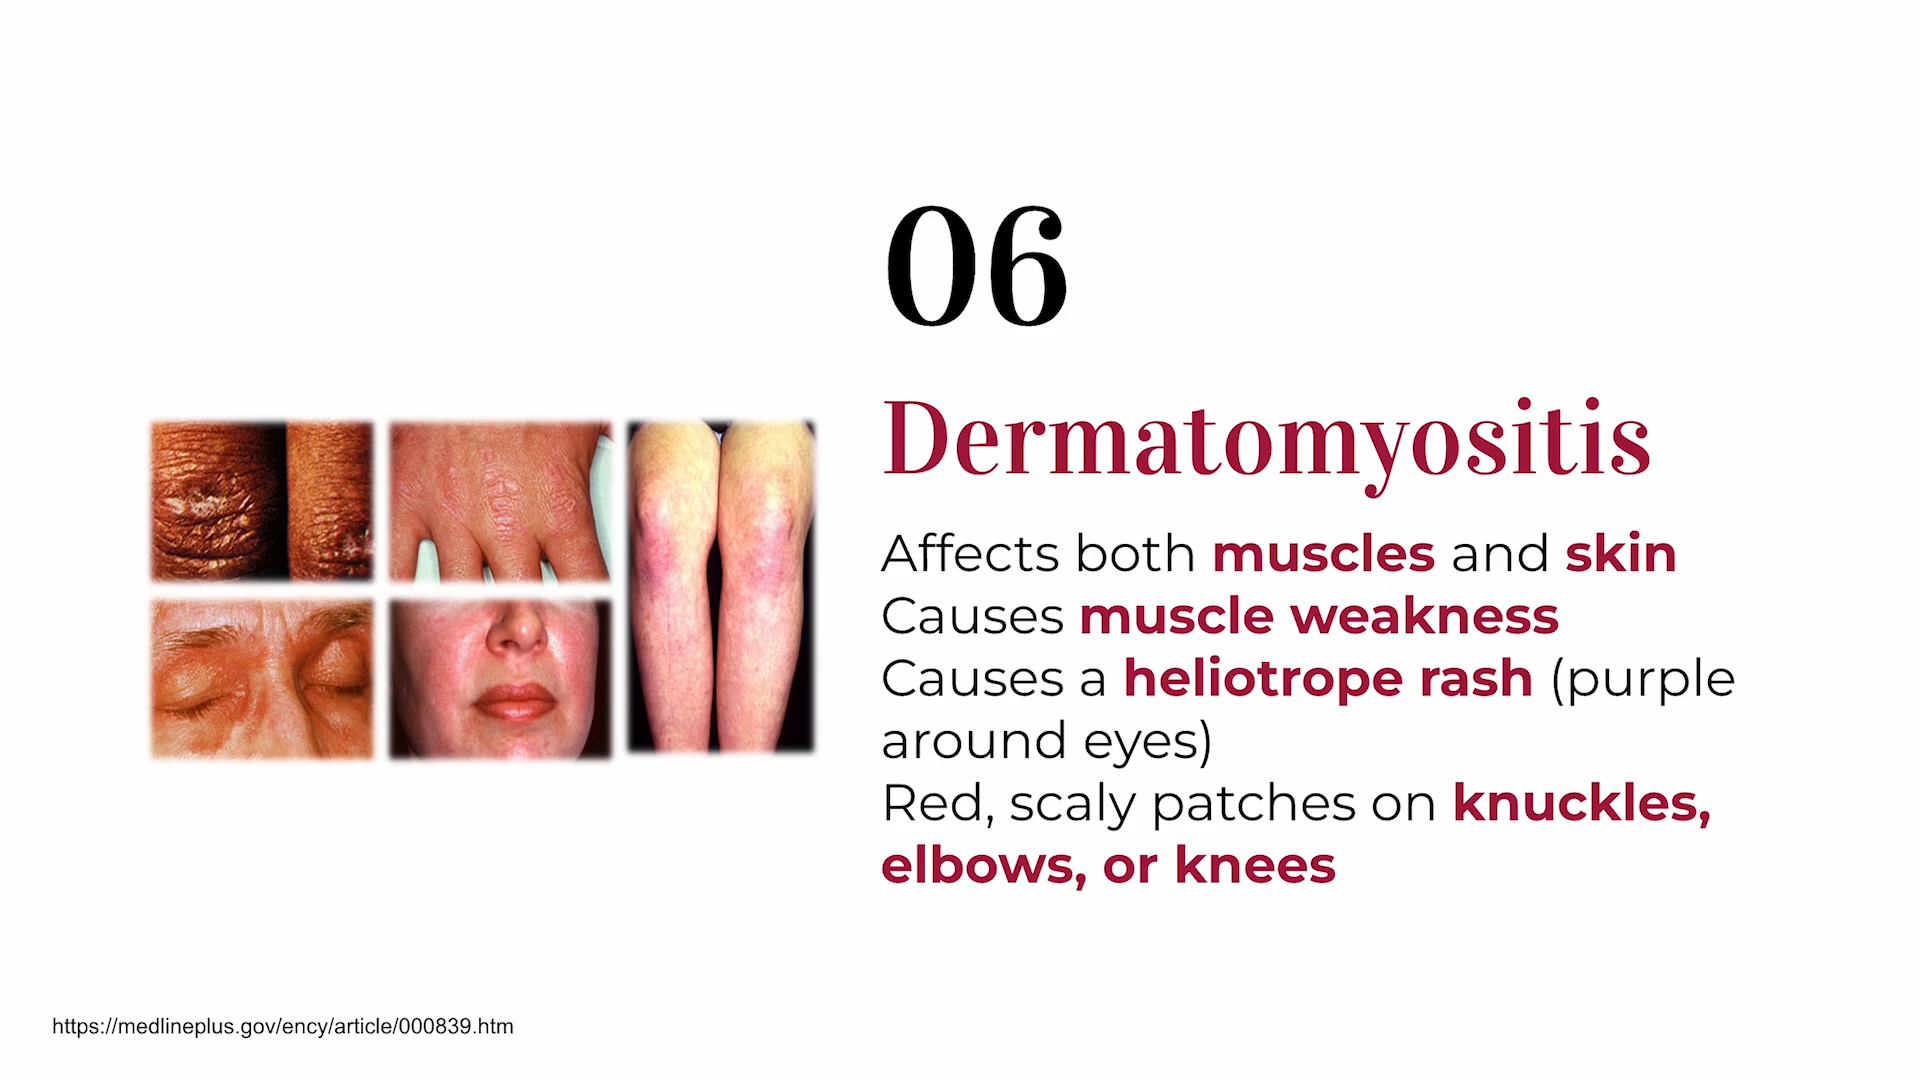 06
Dermatomyositis
Affects both muscles and skin
Causes muscle weakness
Causes a heliotrope rash (purple
around eyes)
Red, scaly patches on knuckles,
elbows, or knees
https://medlineplus.gov/ency/article/000839.htm